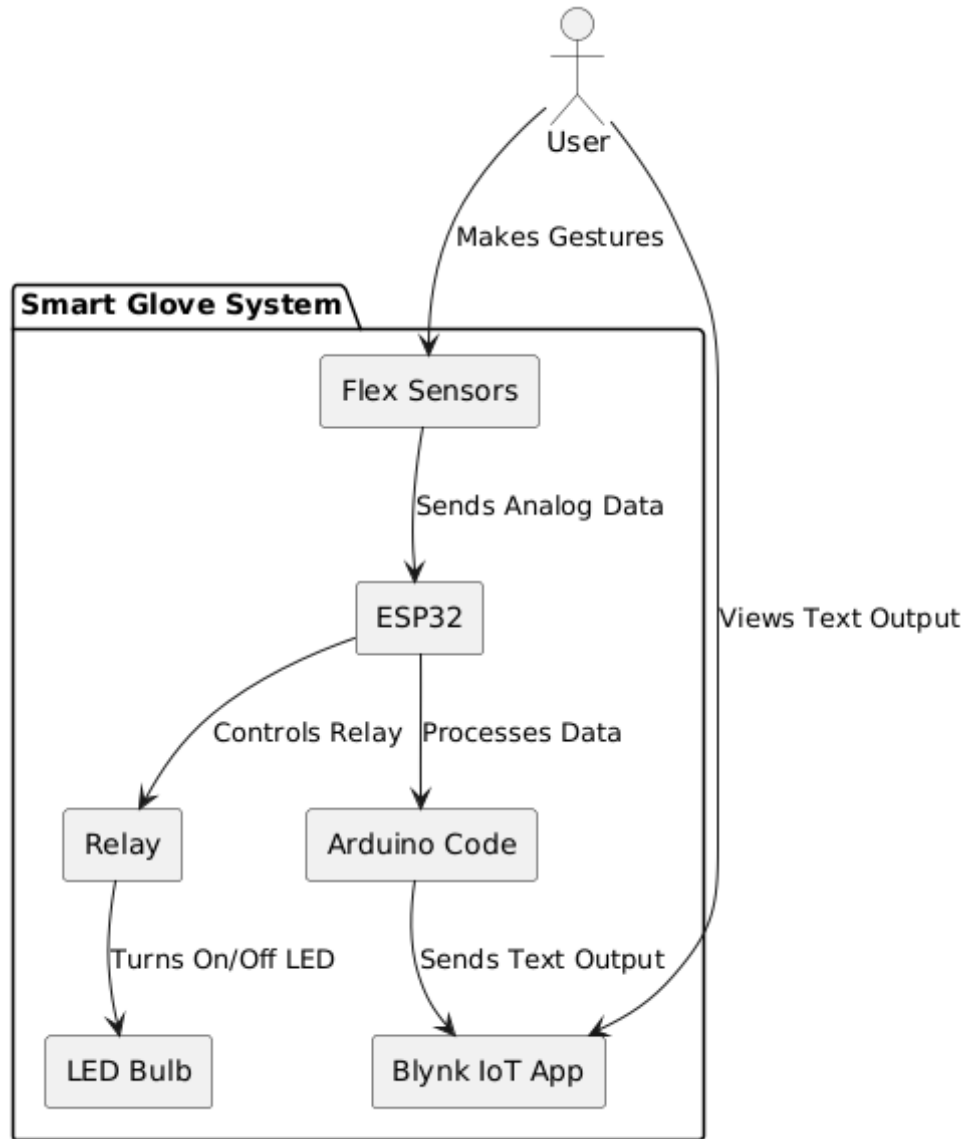 User
Makes Gestures
Smart Glove System
Flex Sensors
Sends Analog Data
ESP32
Views Text Output
Controls Relay
Processes Data
Relay
Arduino Code
Turns On/Off LED
Sends Text Output
LED Bulb
Blynk IoT App